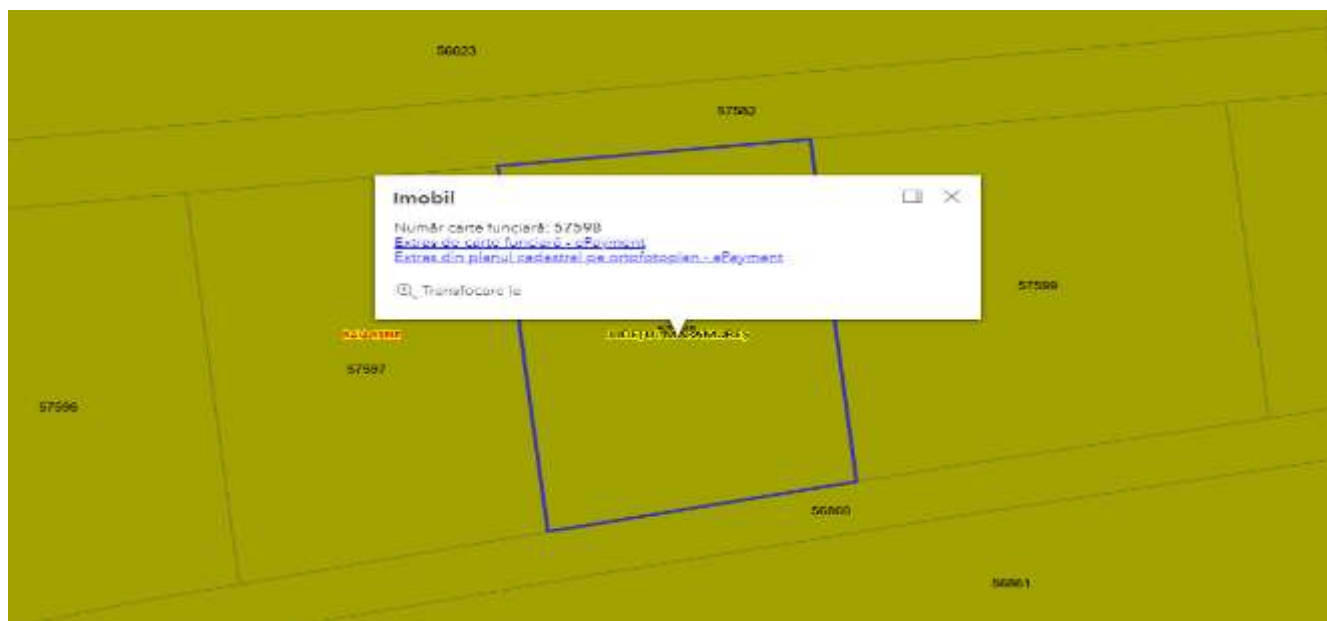 56023
57582
Imobil
Număr carte funciară: 57598
Extras de carte funciară - ePayment
Extras din planul cadastral pe ortofotoplan - ePayment
Transfocare la
57599
57597
57596
56860
56861